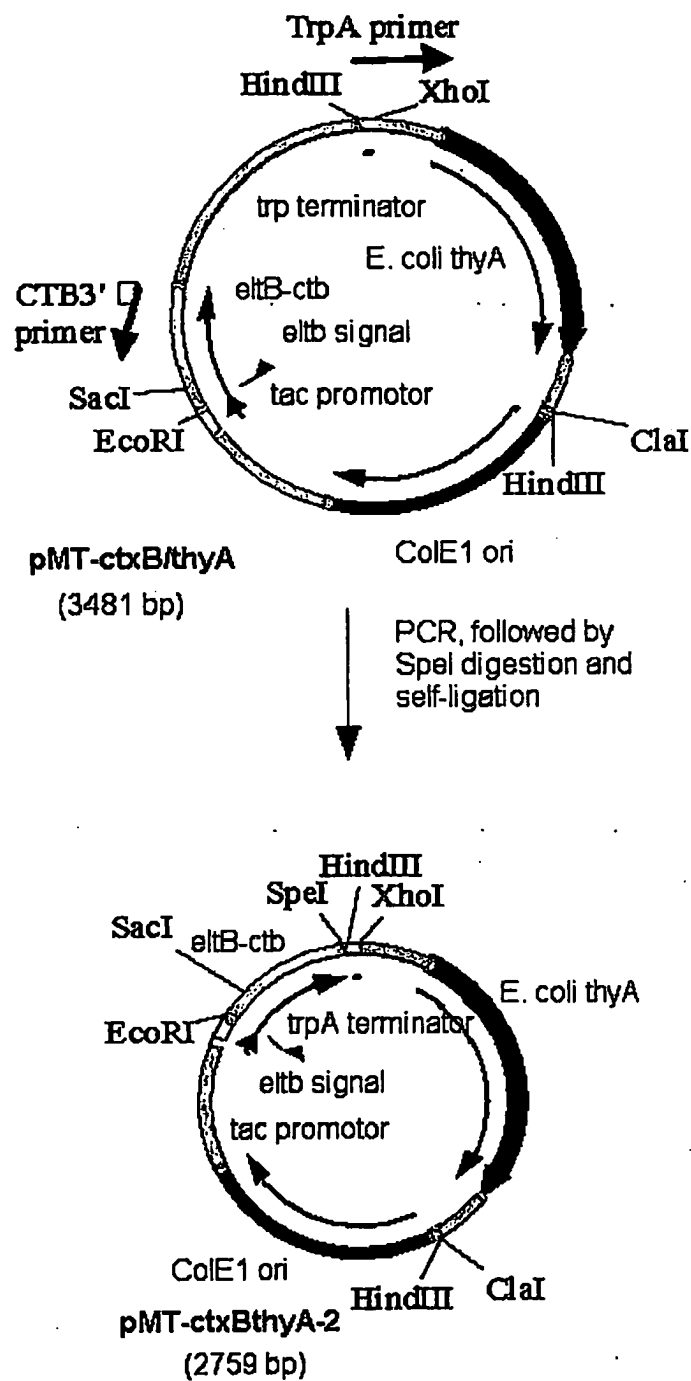 TrpA primer
HindIII
XhoI
trp terminator
E. coli thyA
CTB3'
primer
eltB-ctb
eltb signal
SacI
tac promotor
EcoRI
ClaI
HindIII
pMT-ctxB/thyA
(3481 bp)
ColE1 ori
PCR, followed by
SpeI digestion and
self-ligation
HindIII
SpeI
XhoI
SacI
eltB-ctb
E. coli thyA
EcoRI
trpA terminator
eltb signal
tac promotor
ColE1 ori
HindIII
ClaI
pMT-ctxBthyA-2
(2759 bp)